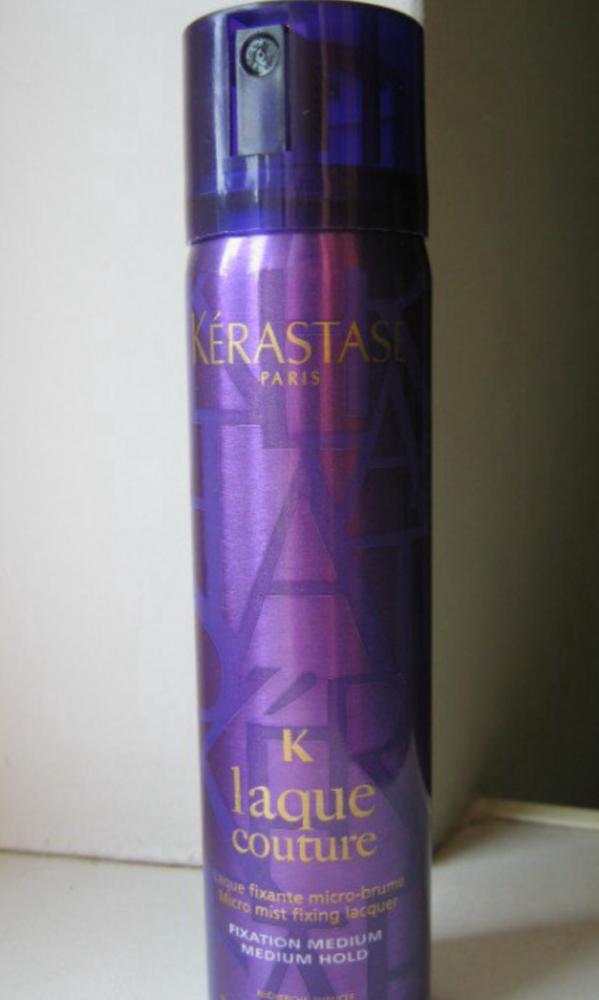 KÉRASTASE
PARIS
K
laque
couture
Laque fixante micro-brume
Micro mist fixing lacquer
FIXATION MEDIUM
MEDIUM HOLD